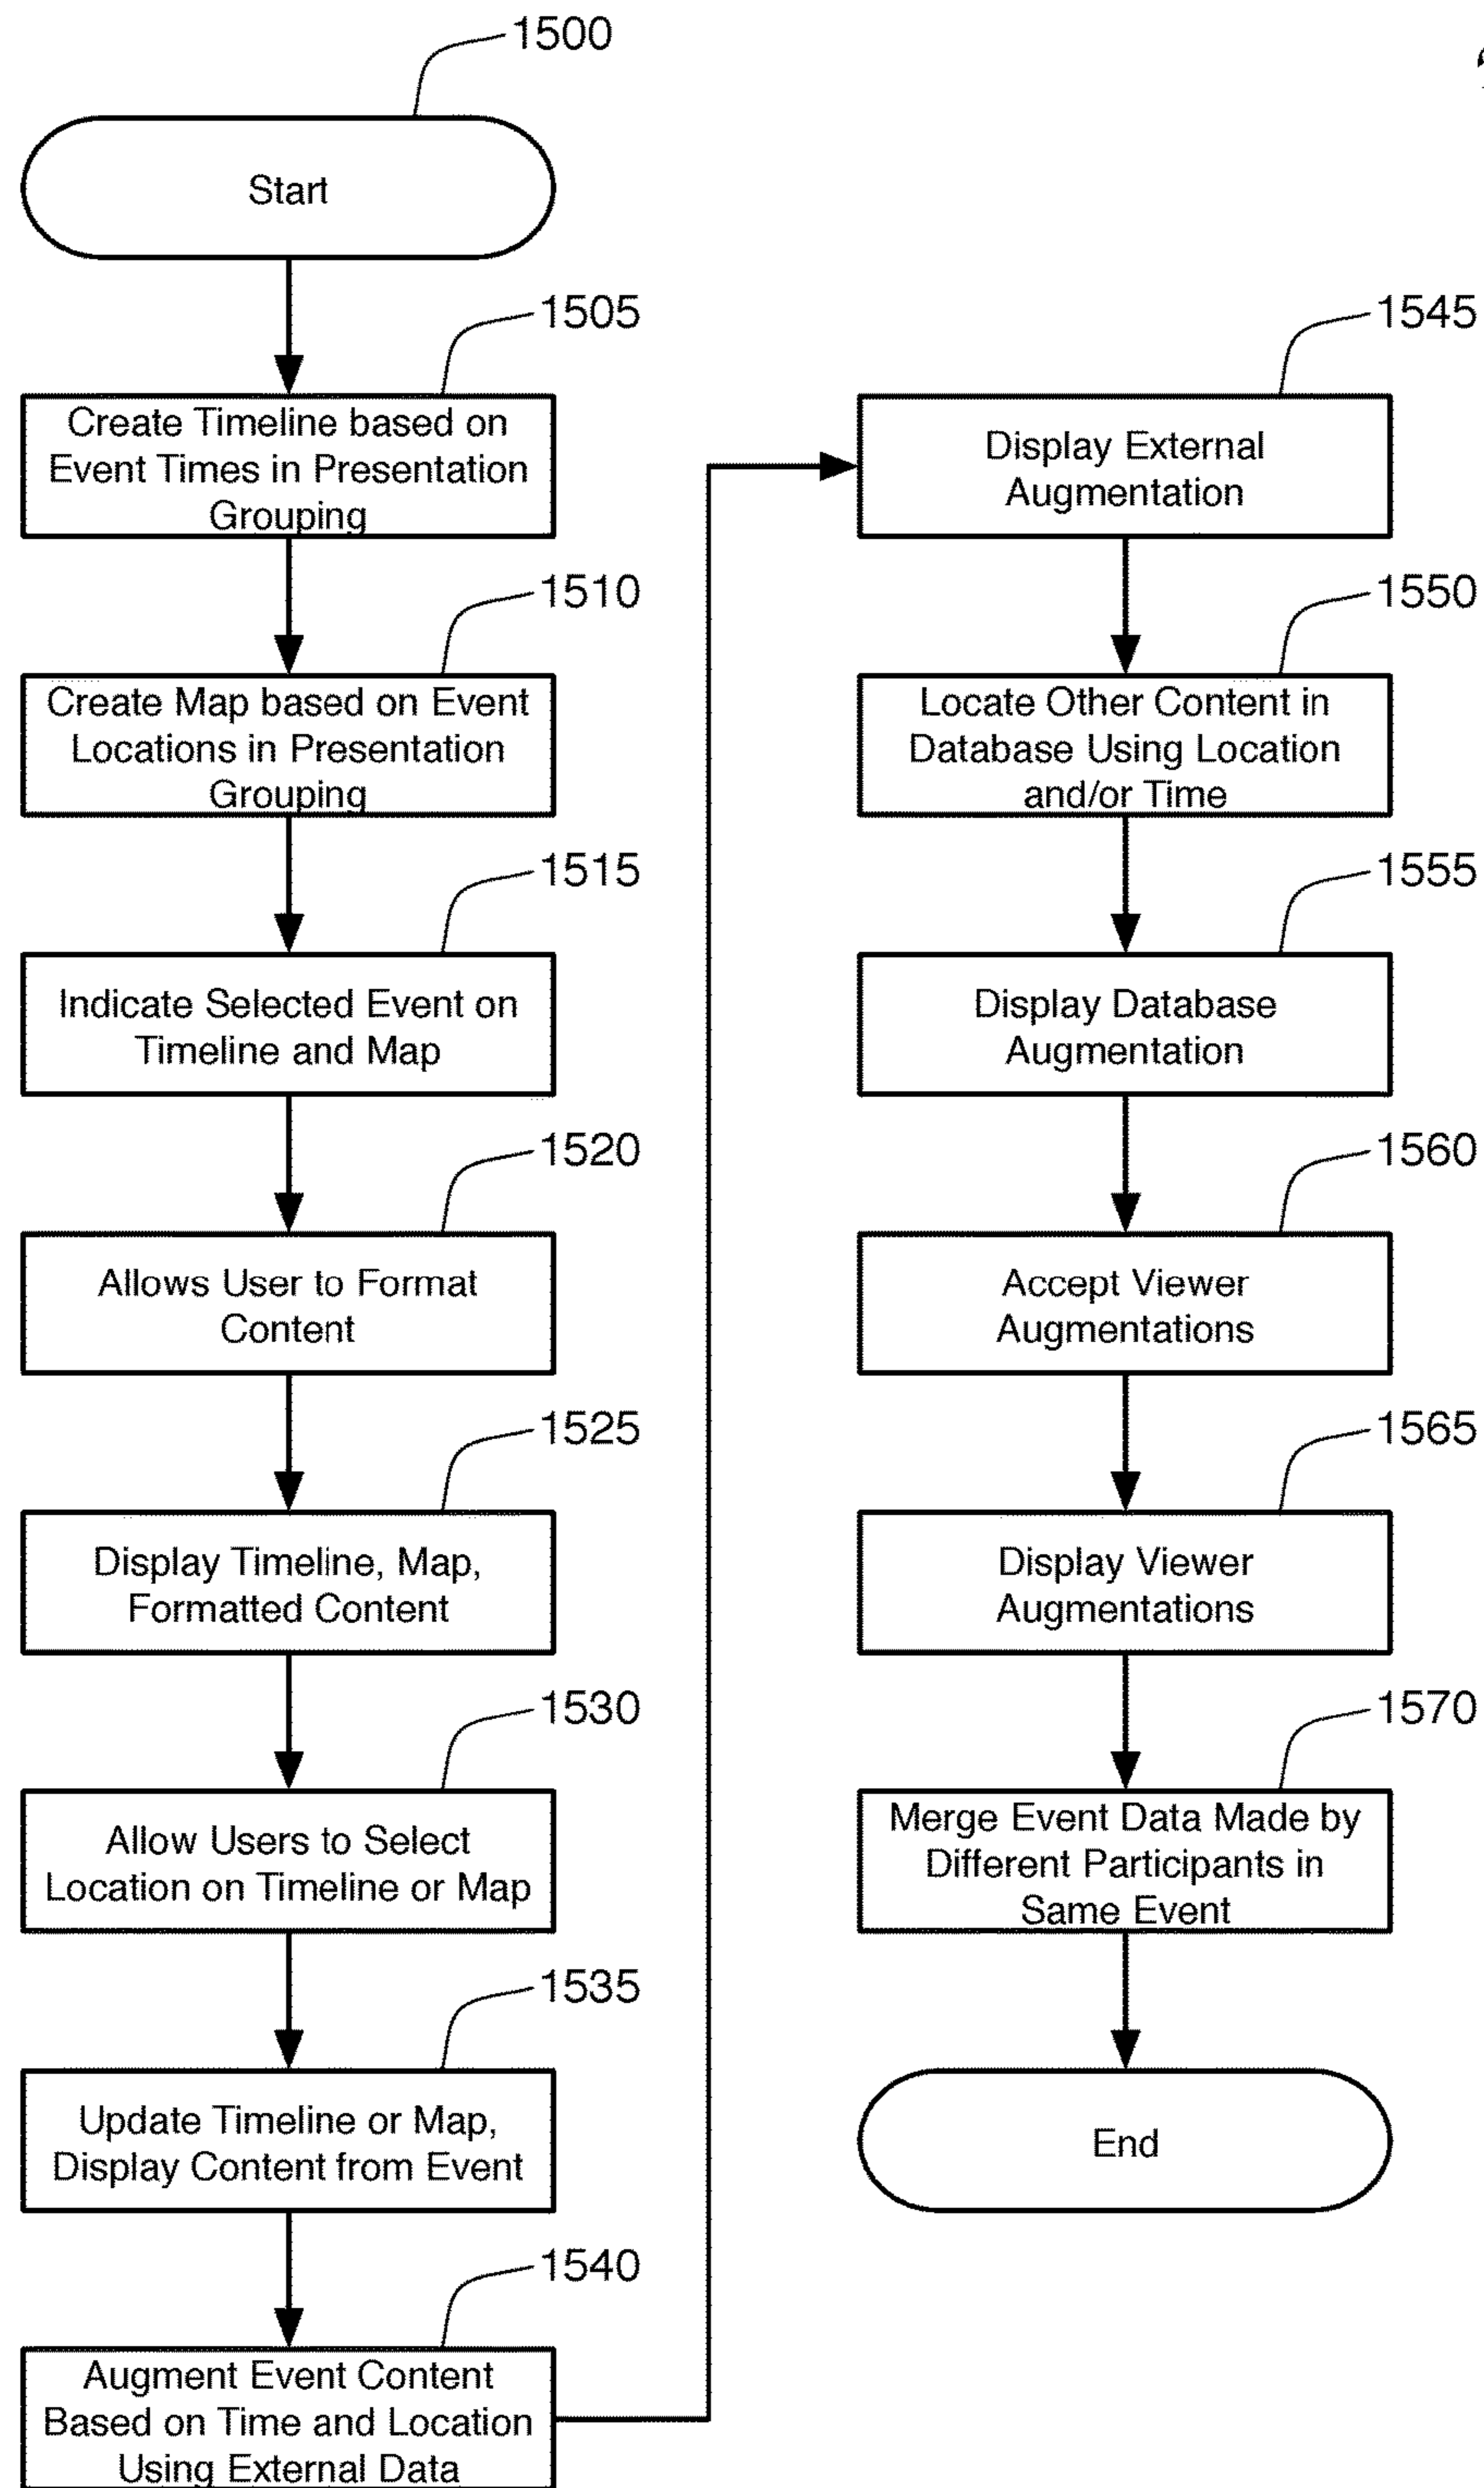 1500
Start
1505
Create Timeline based on
Event Times in Presentation
Grouping
1510
Create Map based on Event
Locations in Presentation
Grouping
1515
Indicate Selected Event on
Timeline and Map
1520
Allows User to Format
Content
1525
Display Timeline, Map,
Formatted Content
1530
Allow Users to Select
Location on Timeline or Map
1535
Update Timeline or Map,
Display Content from Event
1540
Augment Event Content
Based on Time and Location
Using External Data
1545
Display External
Augmentation
1550
Locate Other Content in
Database Using Location
and/or Time
1555
Display Database
Augmentation
1560
Accept Viewer
Augmentations
1565
Display Viewer
Augmentations
1570
Merge Event Data Made by
Different Participants in
Same Event
End